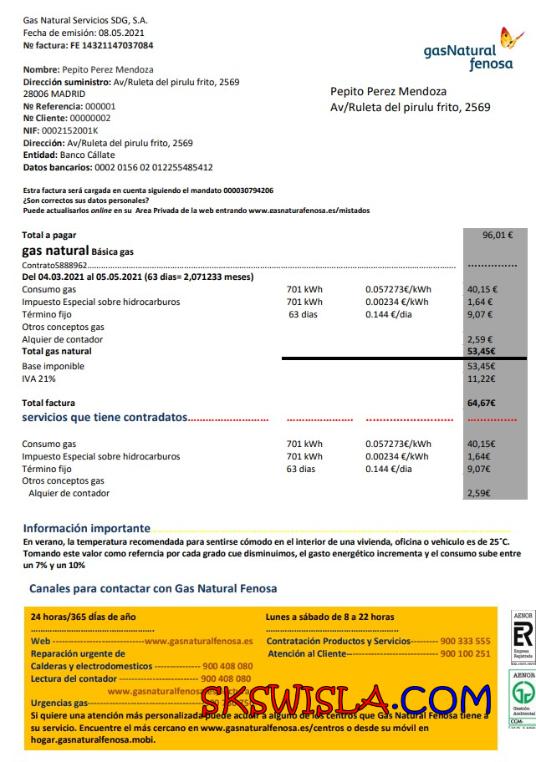 Gas Natural Servicios SDG, S.A.
Fecha de emisión: 08.05.2021
Nº factura: FE 14321147037084
gasNatural
fenosa
Nombre: Pepito Perez Mendoza
Dirección suministro: Av/Ruleta del pirulu frito, 2569
28006 MADRID
Nº Referencia: 000001
Nº Cliente: 00000002
NIF: 0002152001K
Dirección: Av/Ruleta del pirulu frito, 2569
Entidad: Banco Cállate
Datos bancarios: 0002 0156 02 012255485412
Pepito Perez Mendoza
Av/Ruleta del pirulu frito, 2569
Esta factura será cargada en cuenta siguiendo el mandato 000030794206
¿Son correctos sus datos personales?
Puede actualisarlos online en su Area Privada de la web entrando www.gasnaturafenosa.es/mistados
Total a pagar 96,01 €
gas natural Básica gas
Contrato5888962
Del 04.03.2021 al 05.05.2021 (63 dias= 2,071233 meses)
Consumo gas 701 kWh 0.057273€/kWh 40,15 €
Impuesto Especial sobre hidrocarburos 701 kWh 0.00234 €/kWh 1,64 €
Término fijo 63 dias 0.144 €/dia 9,07 €
Otros conceptos gas
Alquier de contador 2,59 €
Total gas natural 53,45€
Base imponible 53,45€
IVA 21% 11,22€
Total factura 64,67€
servicios que tiene contradatos
Consumo gas 701 kWh 0.057273€/kWh 40,15€
Impuesto Especial sobre hidrocarburos 701 kWh 0.00234 €/kWh 1,64€
Término fijo 63 dias 0.144 €/dia 9,07€
Otros conceptos gas
Alquier de contador 2,59€
Información importante
En verano, la temperatura recomendada para sentirse cómodo en el interior de una vivienda, oficina o vehiculo es de 25˚C.
Tomando este valor como referncia por cada grado cue disminuimos, el gasto energético incrementa y el consumo sube entre
un 7% y un 10%
Canales para contactar con Gas Natural Fenosa
24 horas/365 días de año
Web www.gasnaturalfenosa.es
Reparación urgente de
Calderas y electrodomesticos 900 408 080
Lectura del contador 900 408 080
www.gasnaturalfenosa.es
Urgencias gas
Lunes a sábado de 8 a 22 horas
Contratación Productos y Servicios 900 333 555
Atención al Cliente 900 100 251
Si quiere una atención más personalizada puede acudir a alguno de los centros que Gas Natural Fenosa tiene a
su servicio. Encuentre el más cercano en www.gasnaturalfenosa.es/centros o desde su móvil en
hogar.gasnaturalfenosa.mobi.
SKSWISLA.COM
AENOR
ER
Empresa
Registrada
AENOR
Gestión
Ambiental